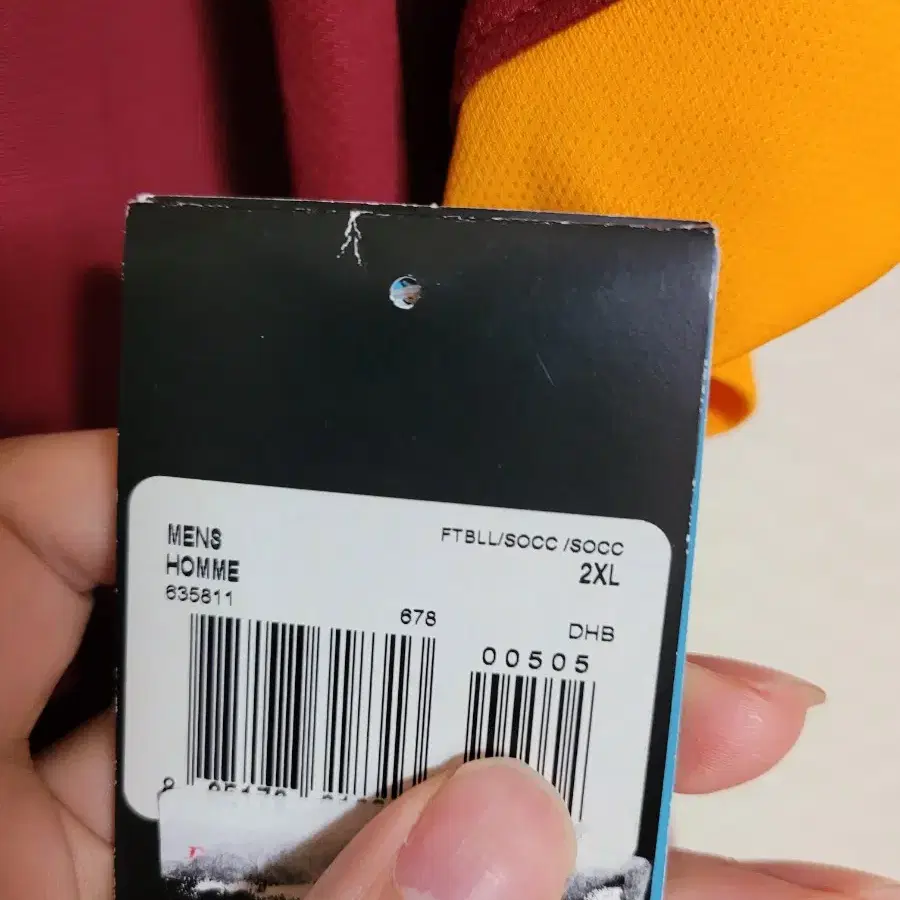 MENS
HOMME
635811
FTBLL/SOCC /SOCC
2XL
678
DHB
00505